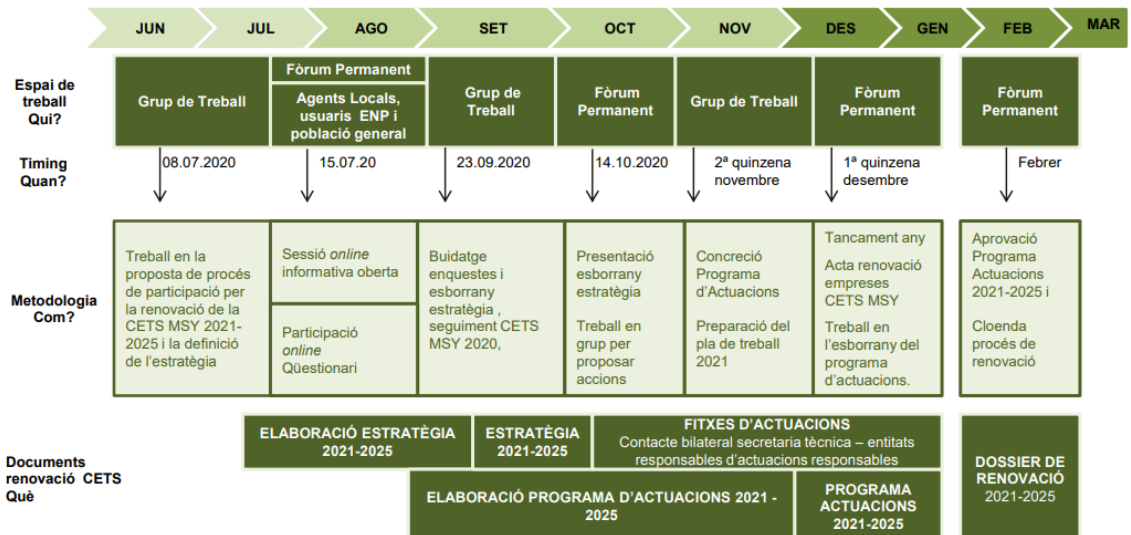 JUN
JUL
AGO
SET
OCT
NOV
DES
GEN
FEB
MAR
Espai de
treball
Qui?
Grup de Treball
Fòrum Permanent
Agents Locals,
usuaris ENP i
població general
Grup de
Treball
Fòrum
Permanent
Grup de Treball
Fòrum
Permanent
Fòrum
Permanent
Timing
Quan?
08.07.2020
15.07.20
23.09.2020
14.10.2020
2ª quinzena
novembre
1ª quinzena
desembre
Febrer
Metodologia
Com?
Treball en la
proposta de procés
de participació per
la renovació de la
CETS MSY 2021-
2025 i la definició
de l'estratègia
Sessió online
informativa oberta
Participació
online
Qüestionari
Buidatge
enquestes i
esborrany
estratègia ,
seguiment CETS
MSY 2020,
Presentació
esborrany
estratègia
Treball en
grup per
proposar
accions
Concreció
Programa
d'Actuacions
Preparació del
pla de treball
2021
Tancament any
Acta renovació
empreses
CETS MSY
Treball en
l'esborrany del
programa
d'actuacions.
Aprovació
Programa
Actuacions
2021-2025 i
Cloenda
procés de
renovació
Documents
renovació CETS
Què
ELABORACIÓ ESTRATÈGIA
2021-2025
ESTRATÈGIA
2021-2025
FITXES D'ACTUACIONS
Contacte bilateral secretaria tècnica – entitats
responsables d'actuacions responsables
ELABORACIÓ PROGRAMA D'ACTUACIONS 2021 -
2025
PROGRAMA
ACTUACIONS
2021-2025
DOSSIER DE
RENOVACIÓ
2021-2025